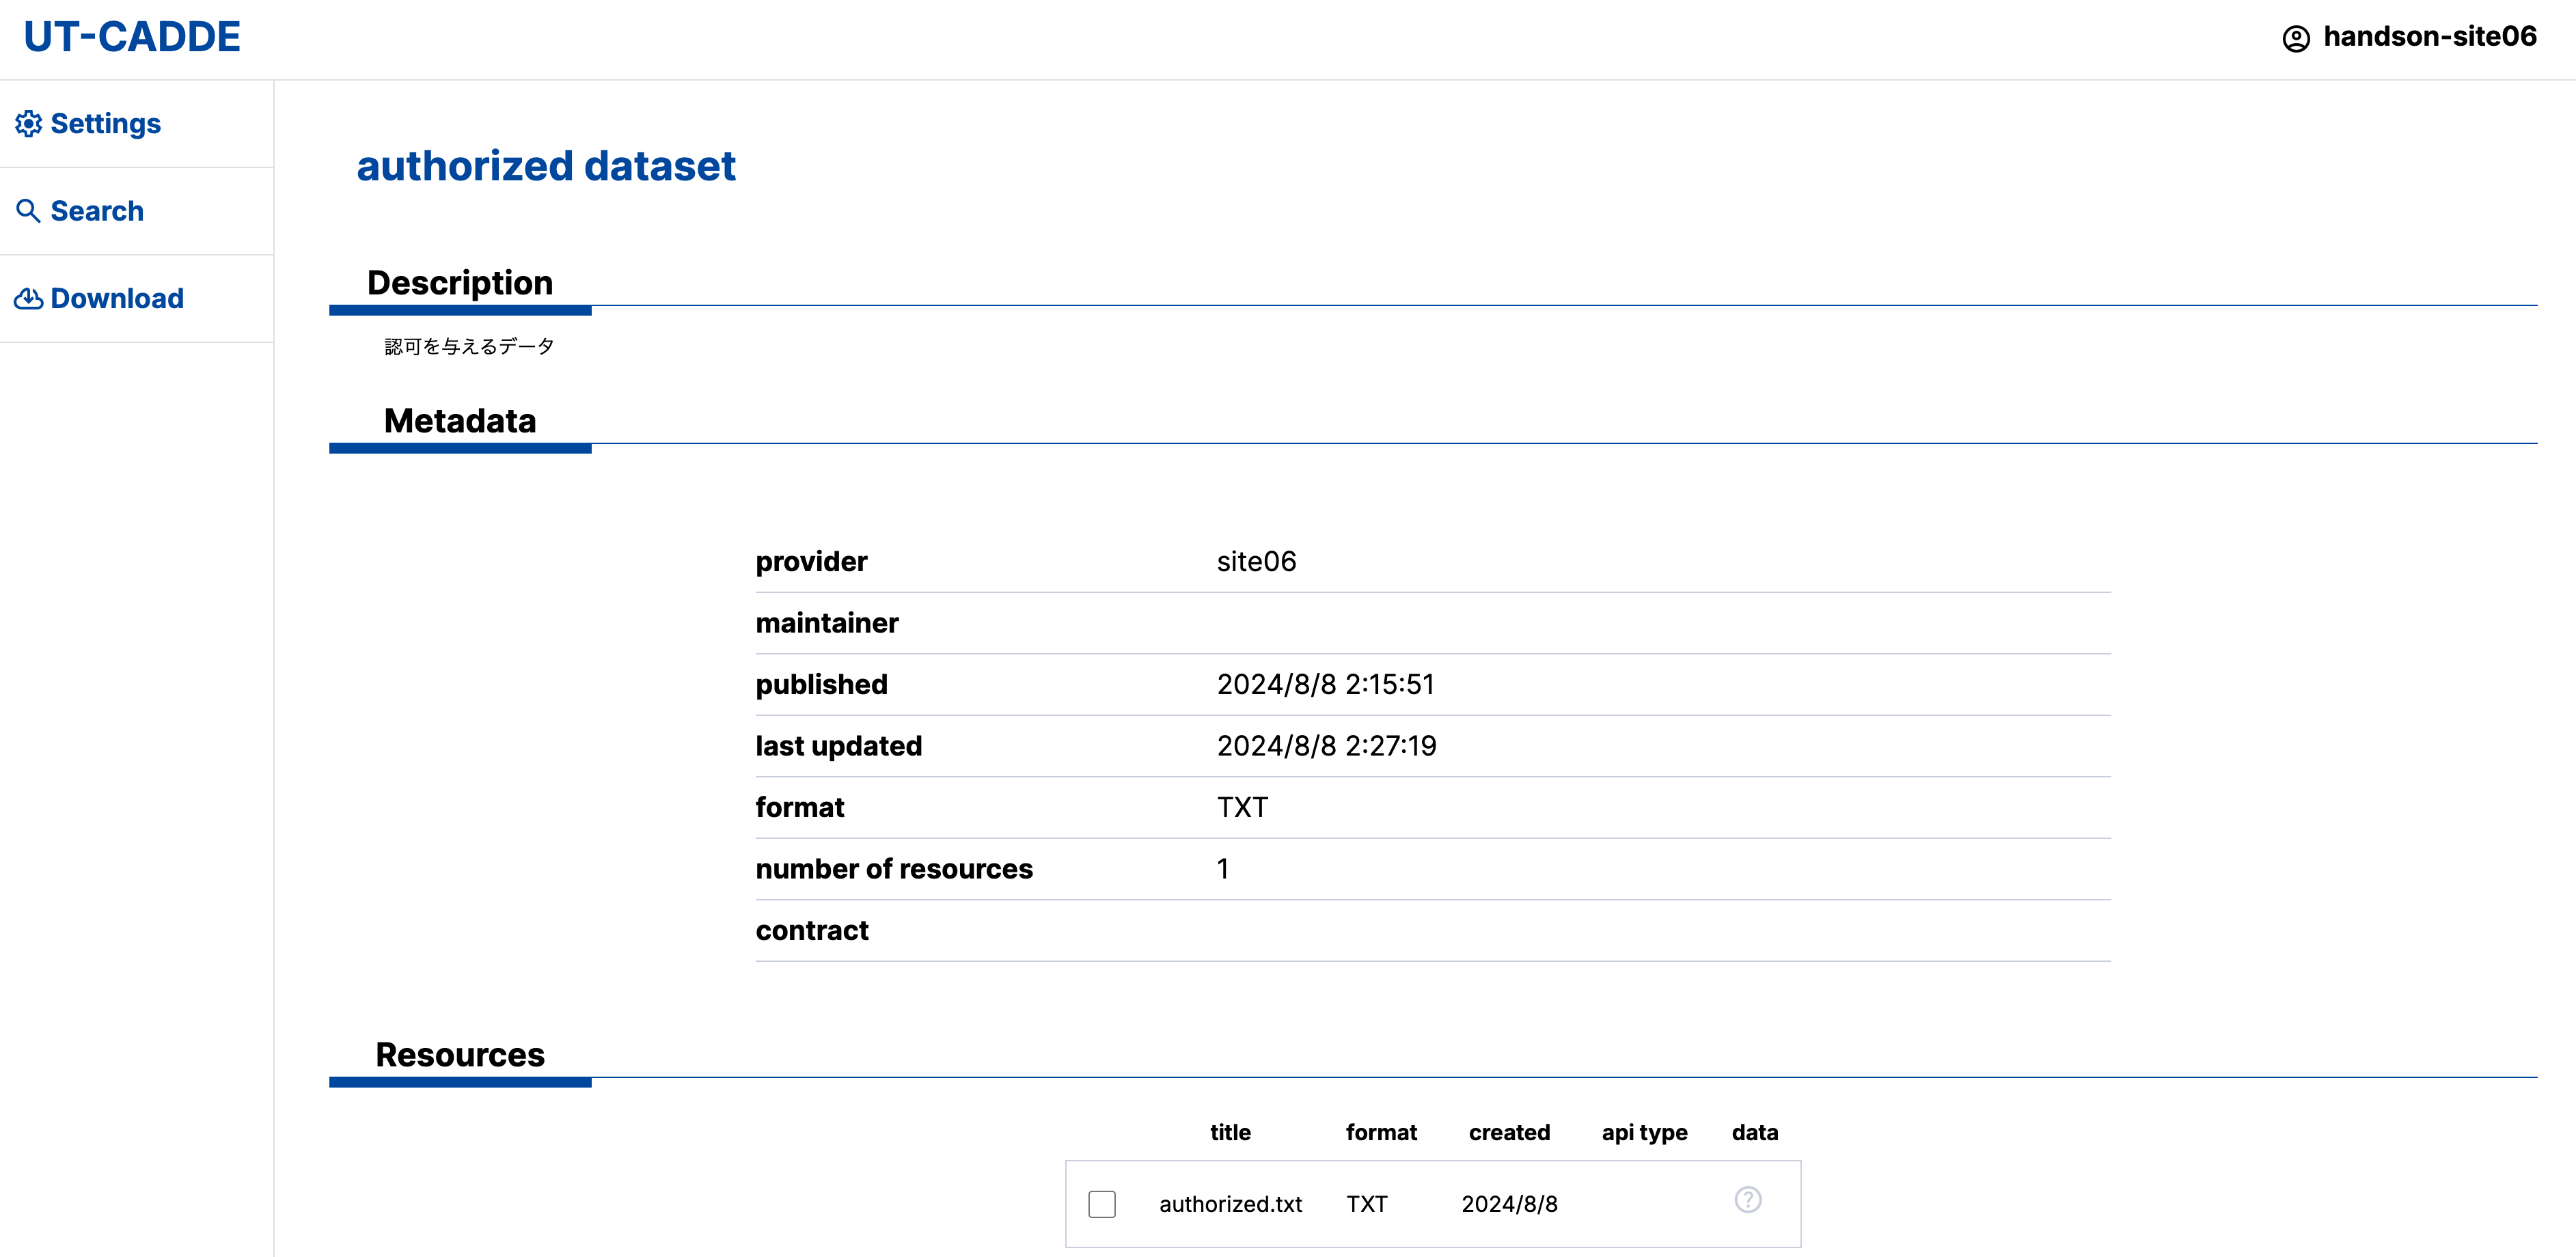 UT-CADDE
handson-site06
Settings
Search
Download
authorized dataset
Description
認可を与えるデータ
Metadata
provider site06
maintainer
published 2024/8/8 2:15:51
last updated 2024/8/8 2:27:19
format TXT
number of resources 1
contract
Resources
title format created api type data
authorized.txt TXT 2024/8/8